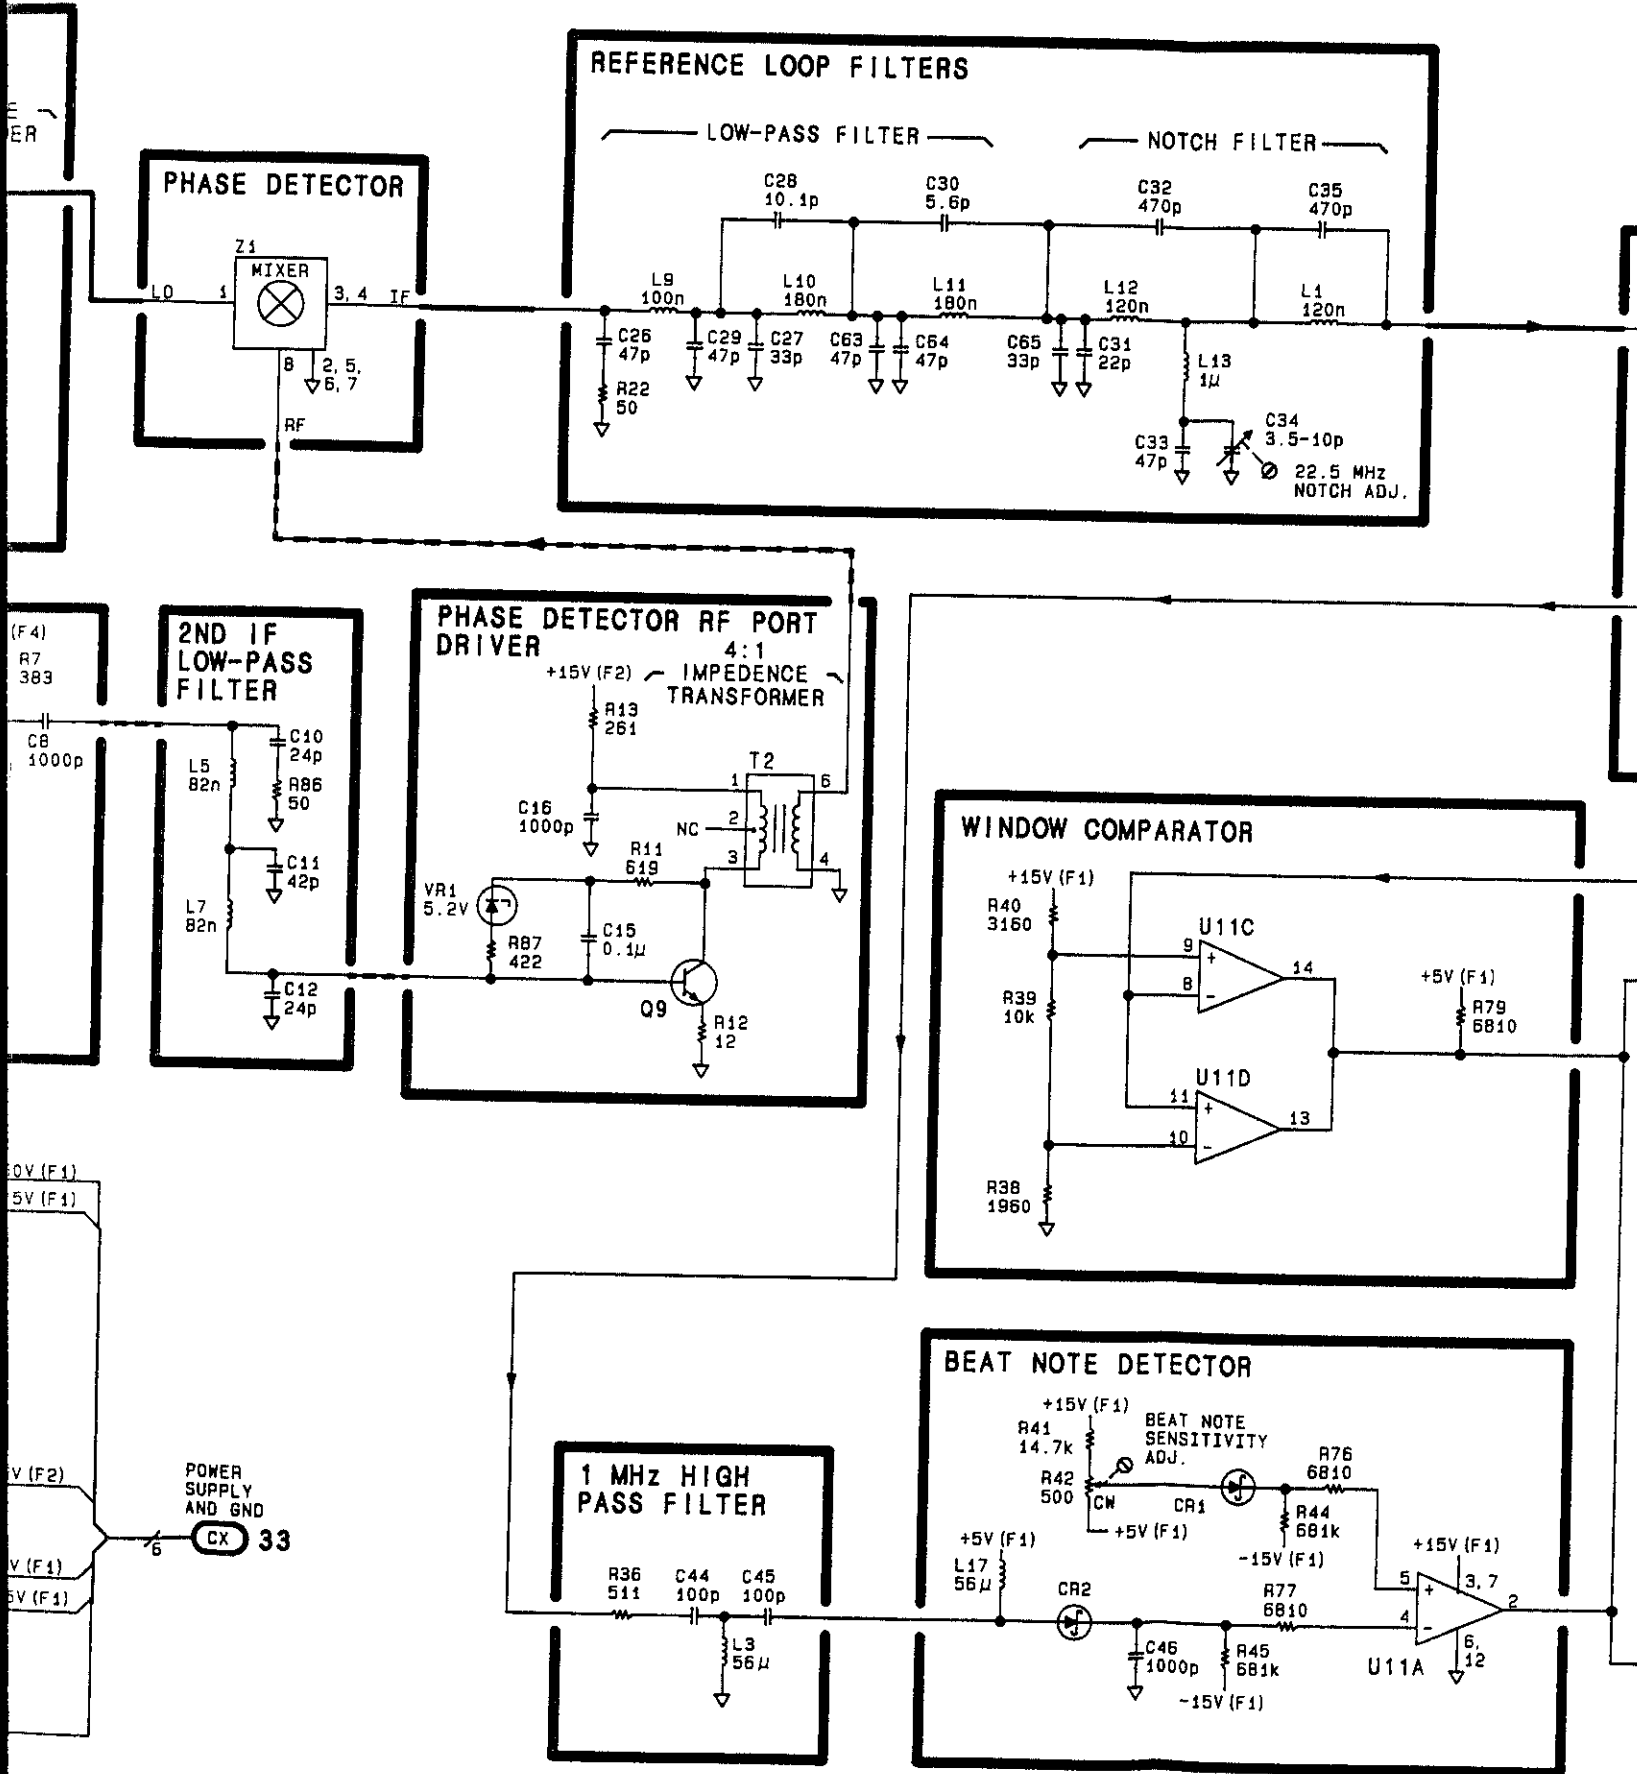 REFERENCE LOOP FILTERS
LOW-PASS FILTER
NOTCH FILTER
ER
PHASE DETECTOR
Z1
MIXER
LO
1
3, 4
IF
8
2, 5,
6, 7
RF
C28
10.1p
C30
5.6p
C32
470p
C35
470p
L9
100n
L10
180n
L11
180n
L12
120n
L1
120n
C26
47p
C29
47p
C27
33p
C63
47p
C64
47p
C65
33p
C31
22p
L13
1µ
R22
50
C33
47p
C34
3.5-10p
22.5 MHz
NOTCH ADJ.
(F4)
R7
383
C8
1000p
2ND IF
LOW-PASS
FILTER
C10
24p
L5
82n
R86
50
C11
42p
L7
82n
C12
24p
PHASE DETECTOR RF PORT
DRIVER
4:1
IMPEDENCE
TRANSFORMER
+15V (F2)
R13
261
T2
1
6
C16
1000p
NC
2
3
4
R11
619
VR1
5.2V
R87
422
C15
0.1µ
Q9
R12
12
WINDOW COMPARATOR
+15V (F1)
R40
3160
U11C
9
+
8
-
14
R39
10k
+5V (F1)
R79
6810
U11D
11
+
10
-
13
R38
1960
0V (F1)
5V (F1)
V (F2)
POWER
SUPPLY
AND GND
6
CX
33
V (F1)
5V (F1)
1 MHz HIGH
PASS FILTER
R36
511
C44
100p
C45
100p
L3
56µ
BEAT NOTE DETECTOR
+15V (F1)
R41
14.7k
BEAT NOTE
SENSITIVITY
ADJ.
R42
500
CW
+5V (F1)
CR1
R76
6810
R44
681k
-15V (F1)
+5V (F1)
L17
56µ
CR2
R77
6810
+15V (F1)
5
+
3, 7
4
-
2
6,
12
U11A
C46
1000p
R45
681k
-15V (F1)